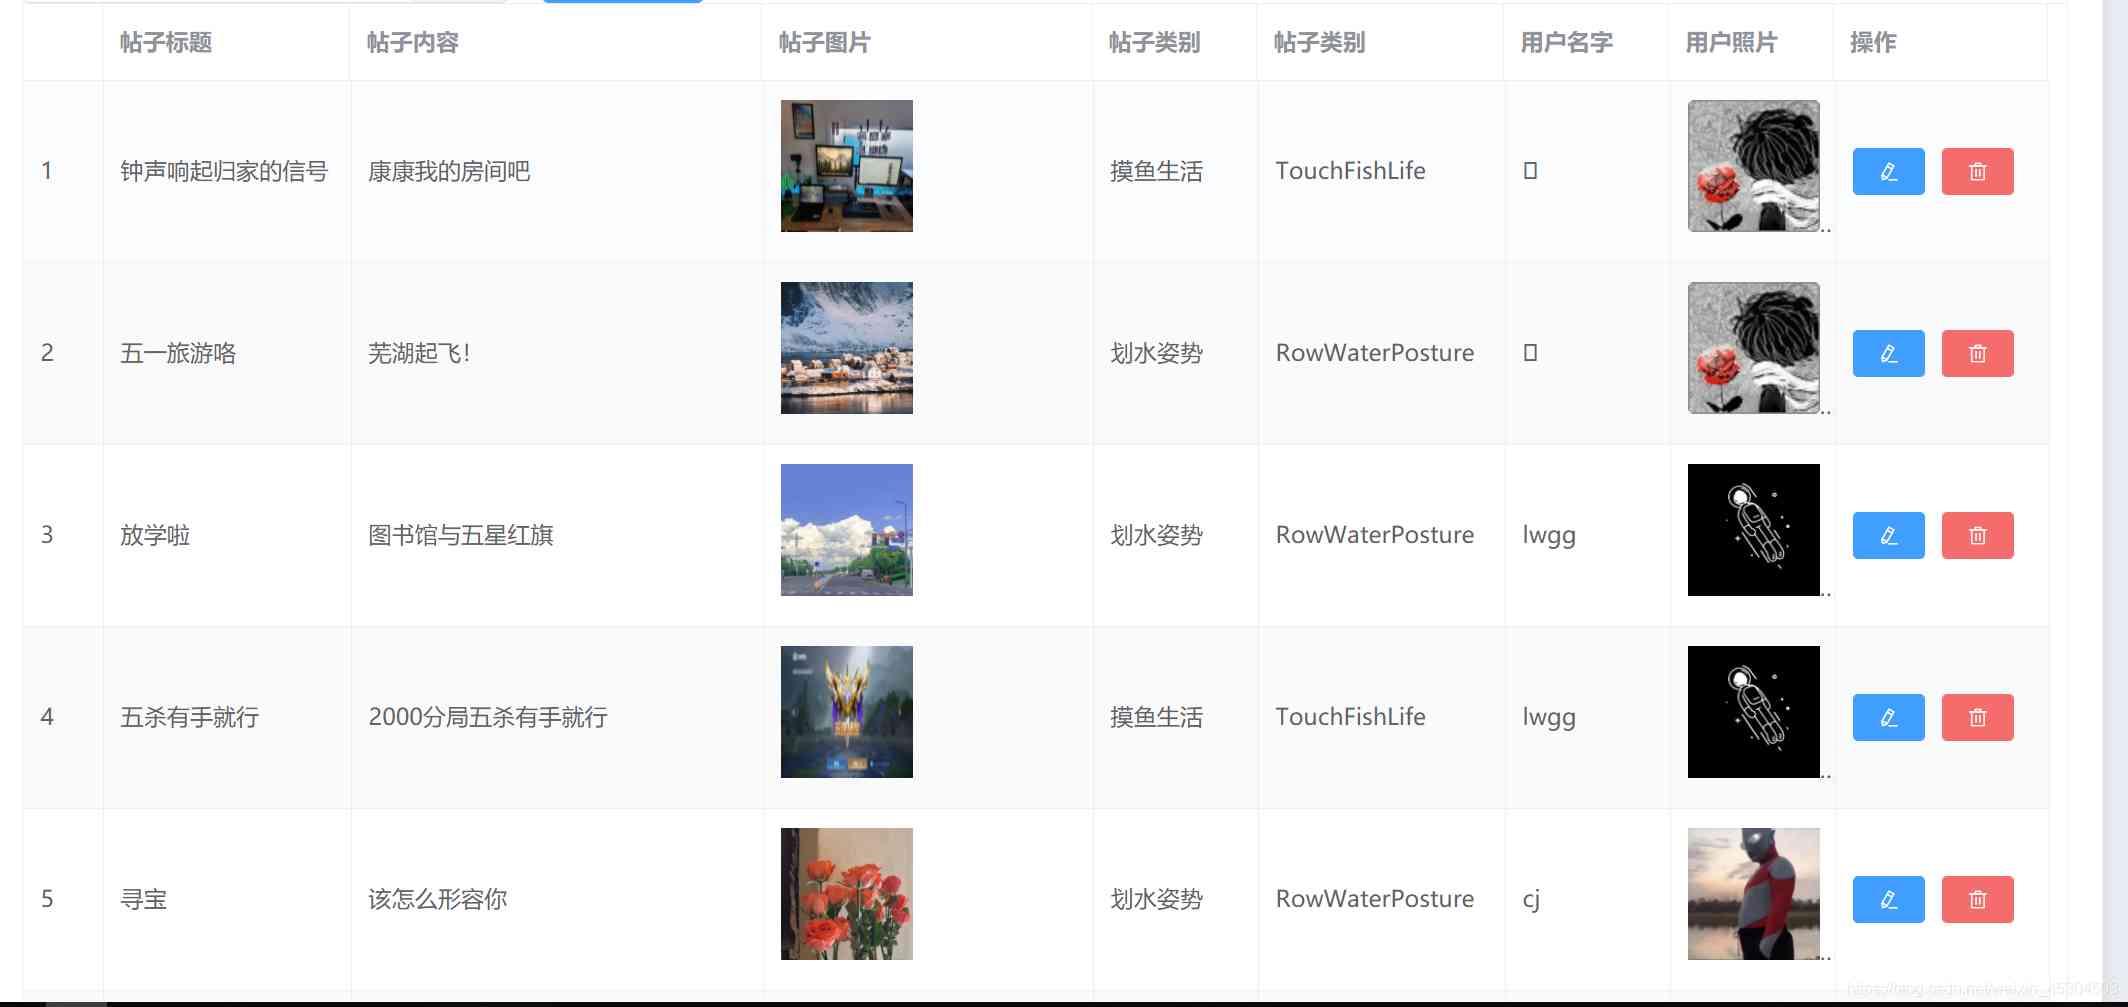 帖子标题 帖子内容 帖子图片 帖子类别 帖子类别 用户名字 用户照片 操作
1 钟声响起归家的信号 康康我的房间吧 摸鱼生活 TouchFishLife ..
2 五一旅游咯 芜湖起飞! 划水姿势 RowWaterPosture ..
3 放学啦 图书馆与五星红旗 划水姿势 RowWaterPosture lwgg ..
4 五杀有手就行 2000分局五杀有手就行 摸鱼生活 TouchFishLife lwgg ..
5 寻宝 该怎么形容你 划水姿势 RowWaterPosture cj ..